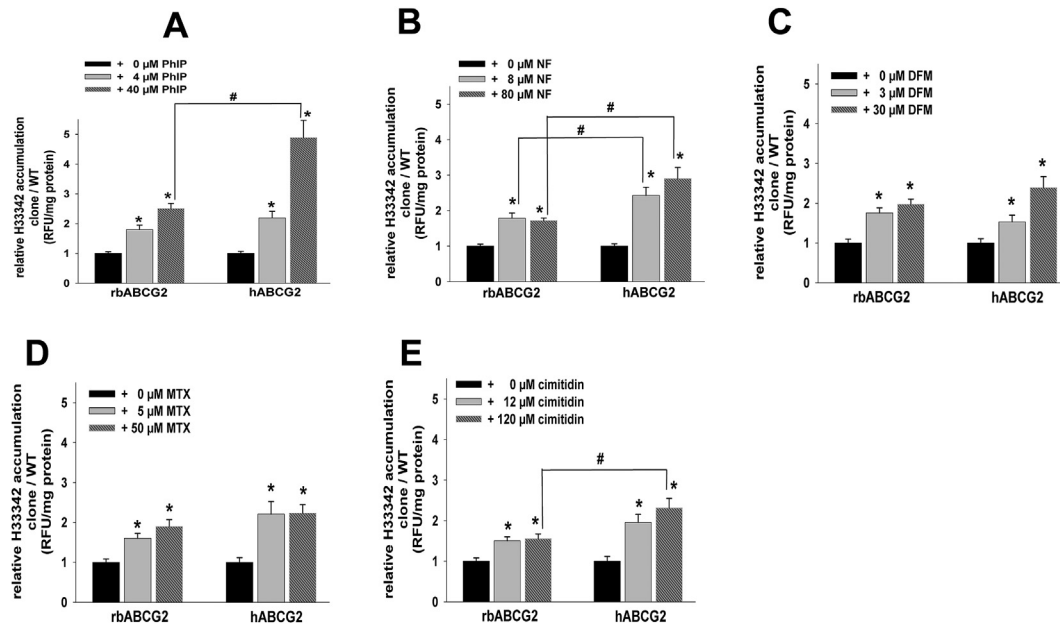 A
+ 0 µM PhIP
+ 4 µM PhIP
+ 40 µM PhIP
relative H33342 accumulation
clone / WT
(RFU/mg protein)
5
4
3
2
1
0
#
*
*
*
*
rbABCG2
hABCG2
B
+ 0 µM NF
+ 8 µM NF
+ 80 µM NF
relative H33342 accumulation
clone / WT
(RFU/mg protein)
5
4
3
2
1
0
#
#
*
*
*
*
rbABCG2
hABCG2
C
+ 0 µM DFM
+ 3 µM DFM
+ 30 µM DFM
relative H33342 accumulation
clone / WT
(RFU/mg protein)
5
4
3
2
1
0
*
*
*
*
rbABCG2
hABCG2
D
+ 0 µM MTX
+ 5 µM MTX
+ 50 µM MTX
relative H33342 accumulation
clone / WT
(RFU/mg protein)
5
4
3
2
1
0
*
*
*
*
rbABCG2
hABCG2
E
+ 0 µM cimitidin
+ 12 µM cimitidin
+ 120 µM cimitidin
relative H33342 accumulation
clone / WT
(RFU/mg protein)
5
4
3
2
1
0
#
*
*
*
*
rbABCG2
hABCG2